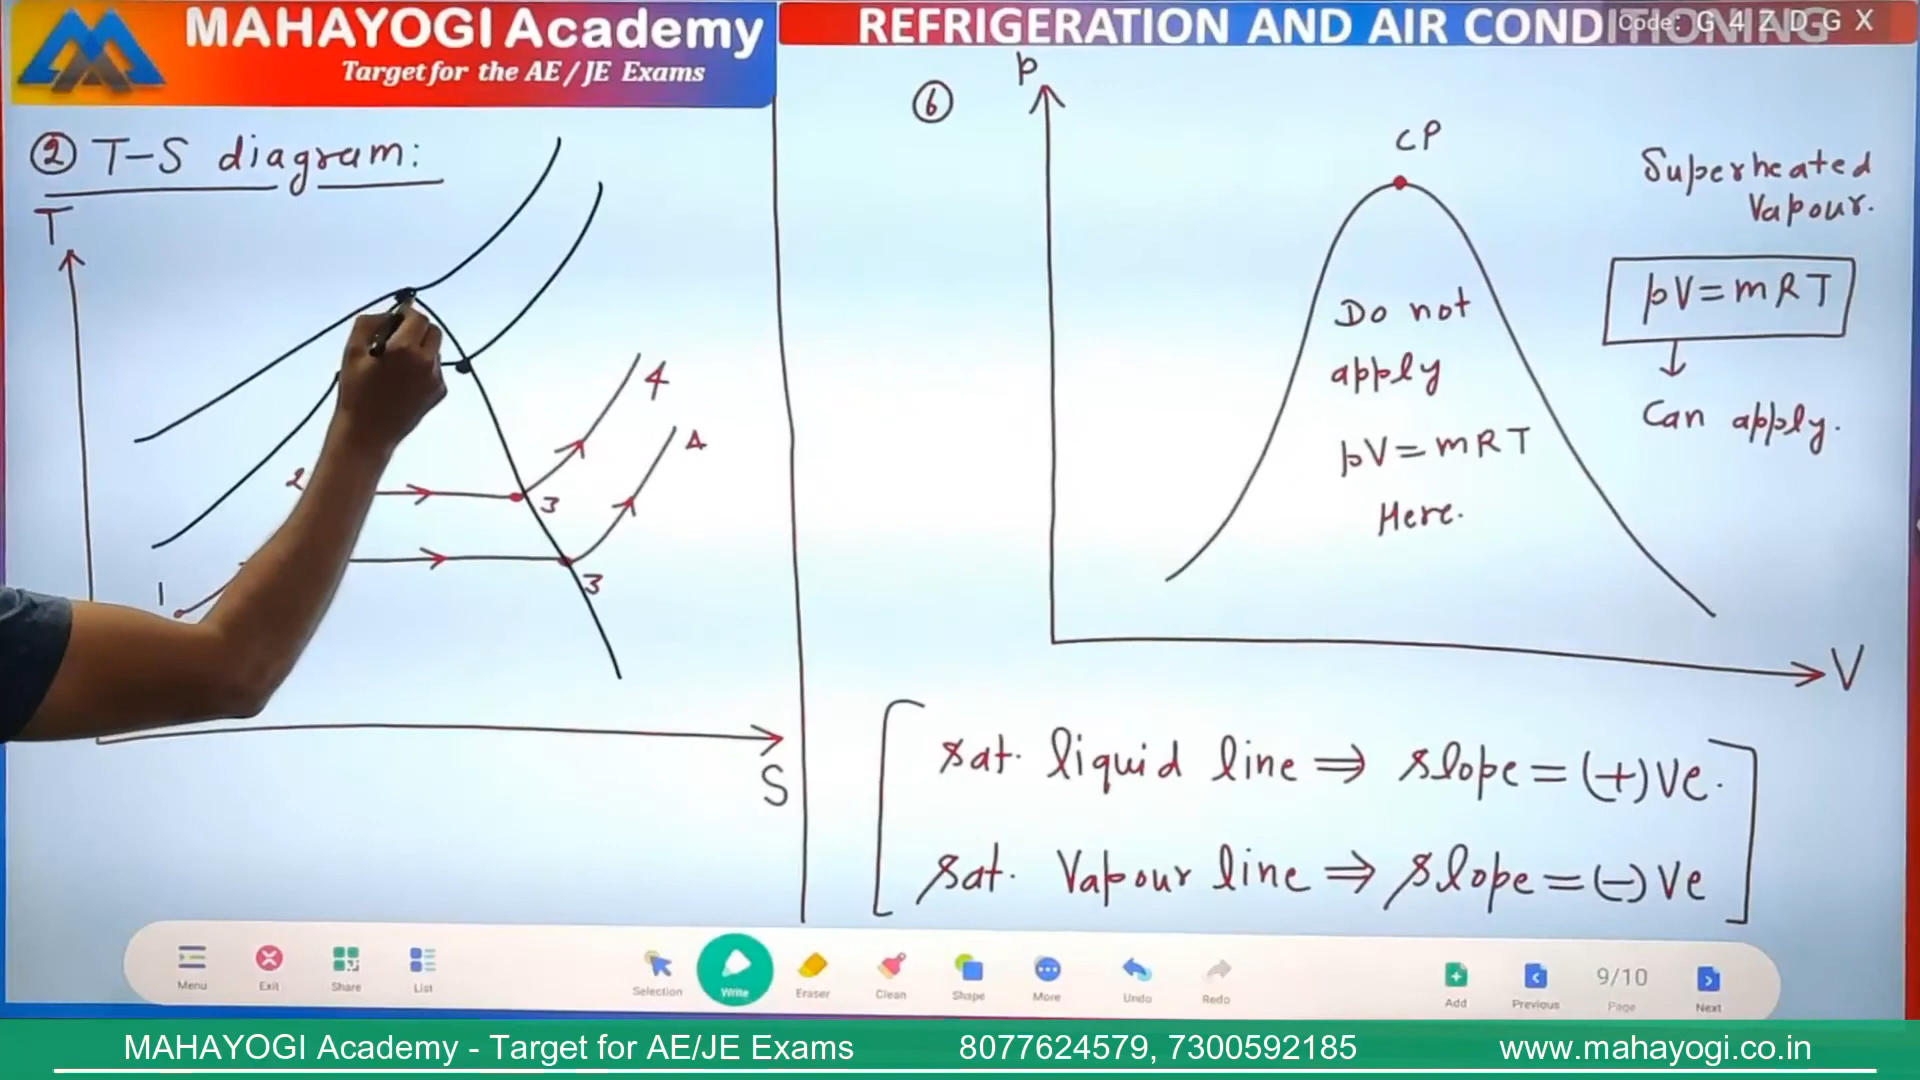 MAHAYOGI Academy
Target for the AE / JE Exams
REFRIGERATION AND AIR CONDITIONING
Code: G 4 Z D G X
② T-S diagram:
T
4
4
2
3
3
1
S
⑥
p
CP
Superheated
Vapour.
pV = mRT
Can apply.
Do not
apply
pV = mRT
Here.
V
Sat. liquid line ⇒ slope = (+)ve.
Sat. Vapour line ⇒ slope = (-)ve
Menu
Exit
Share
List
Selection
Write
Eraser
Clean
Shape
More
Undo
Redo
Add
Previous
9/10
Page
Next
MAHAYOGI Academy - Target for AE/JE Exams 8077624579, 7300592185 www.mahayogi.co.in